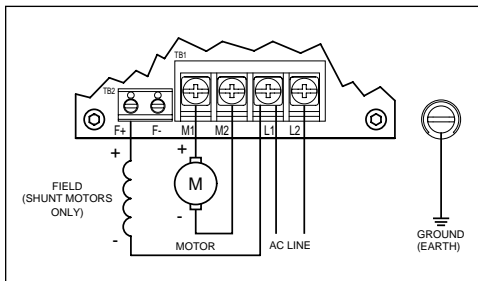 TB1
TB2
F+ F- M1 M2 L1 L2
+ +
M
FIELD
(SHUNT MOTORS
ONLY)
- -
MOTOR AC LINE
GROUND
(EARTH)